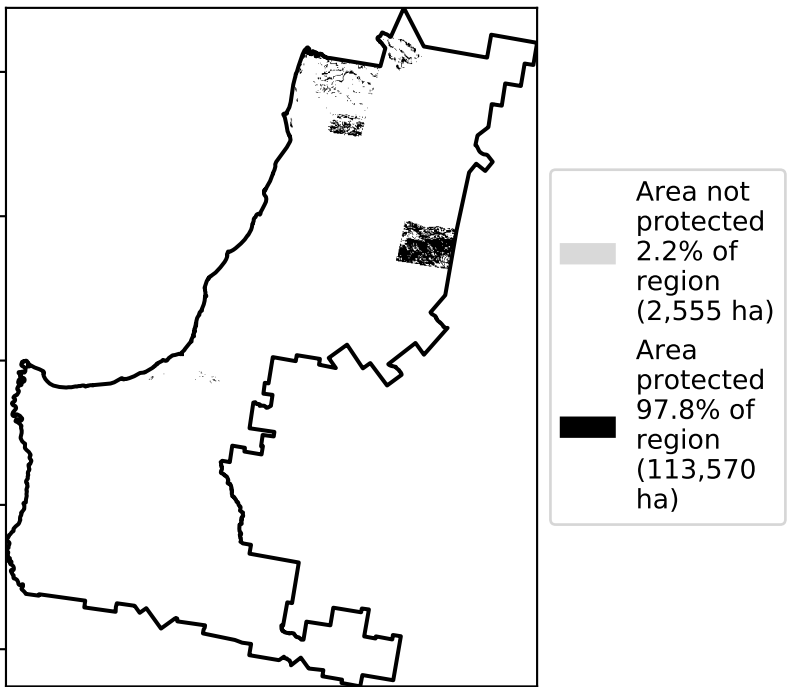 Area not
protected
2.2% of
region
(2,555 ha)
Area
protected
97.8% of
region
(113,570
ha)